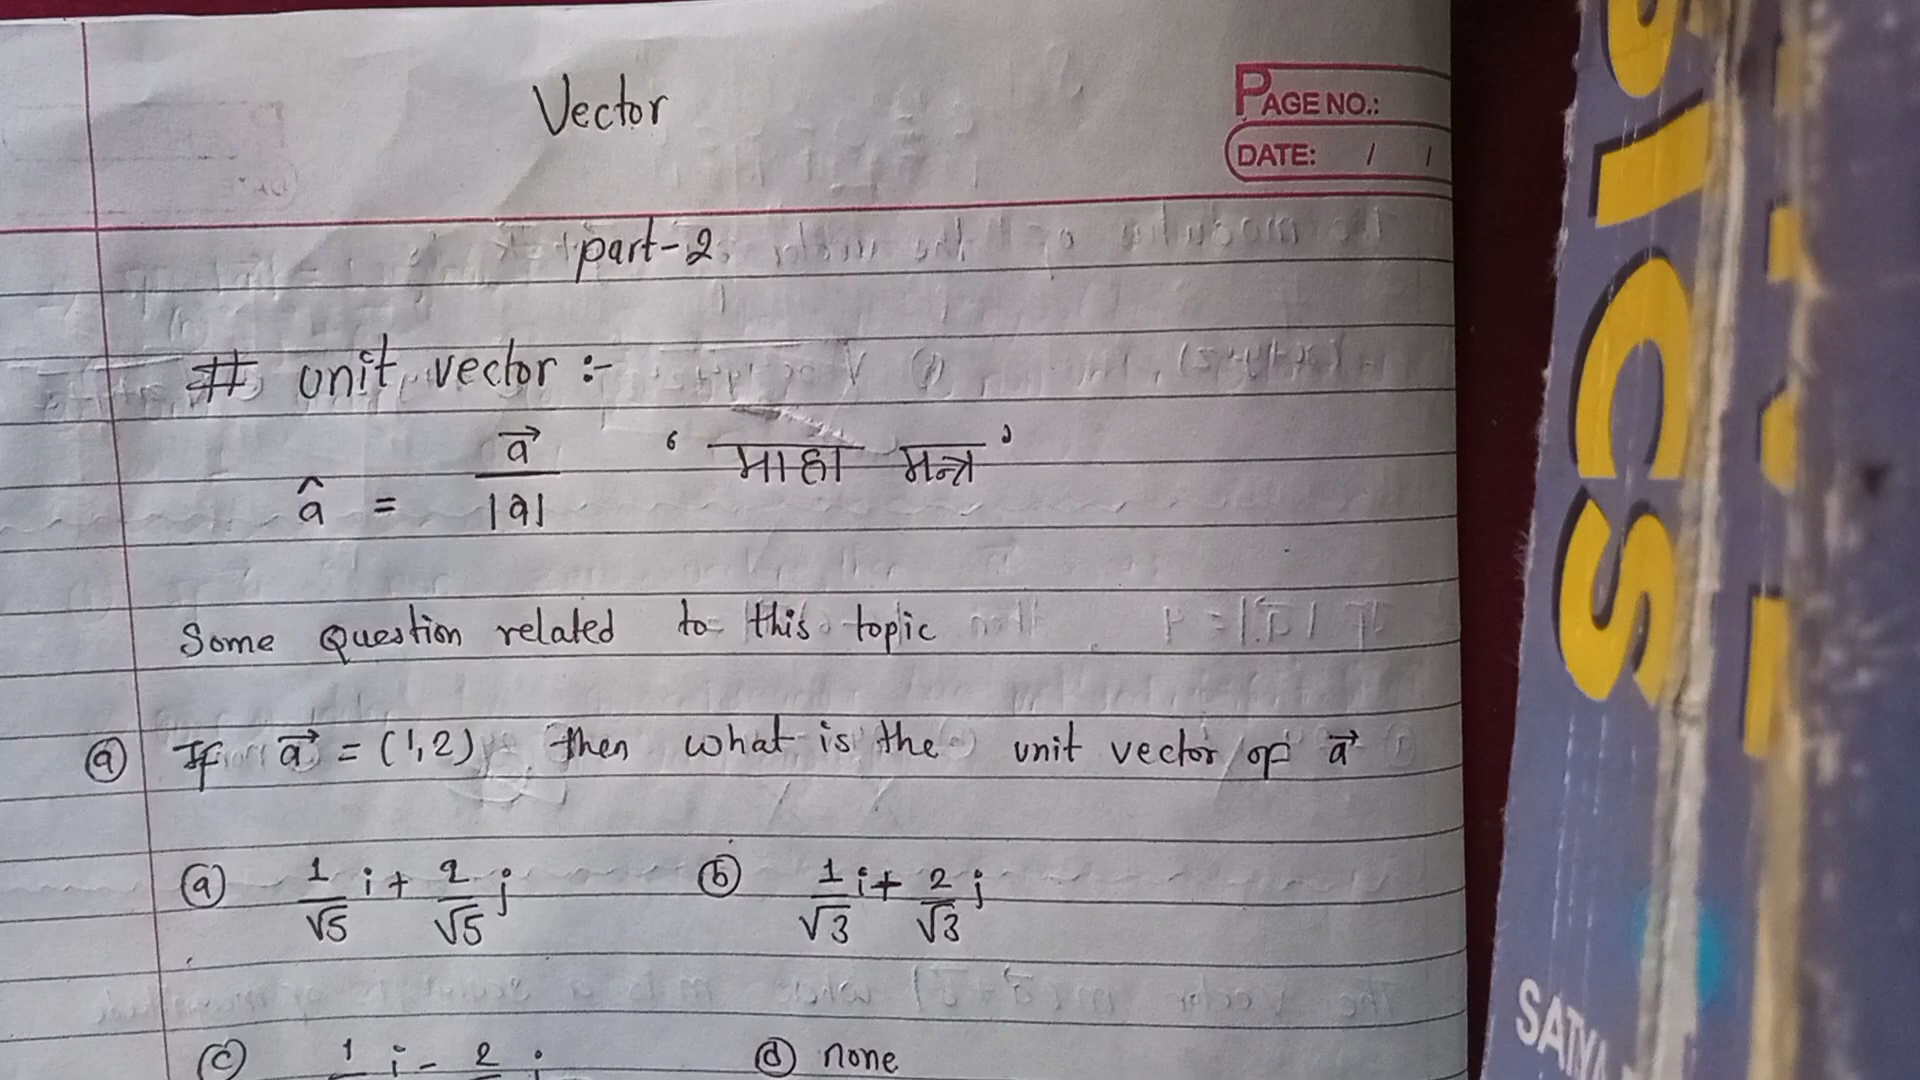 Vector
PAGE NO.:
DATE: / /
part-2
# unit vector :-
â = a⃗ / |a| ' माहा मन्त्र '
Some Question related to this topic
ⓐ If a⃗ = (1,2) then what is the unit vector of a⃗
ⓐ 1/√5 i + 2/√5 j ⓑ 1/√3 i + 2/√3 j
ⓒ 1 i - 2 ⓓ none
SICS
SATYA